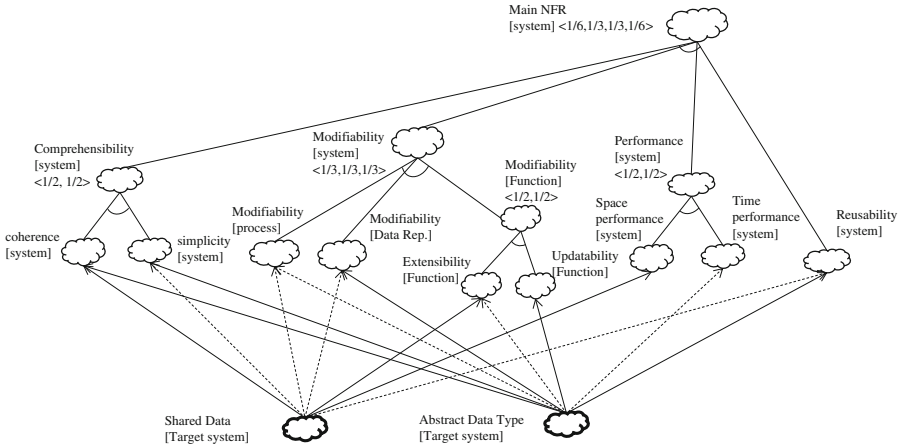 Main NFR
[system] <1/6,1/3,1/3,1/6>
Comprehensibility
[system]
<1/2, 1/2>
Modifiability
[system]
<1/3,1/3,1/3>
Performance
[system]
<1/2,1/2>
Modifiability
[Function]
<1/2,1/2>
coherence
[system]
simplicity
[system]
Modifiability
[process]
Modifiability
[Data Rep.]
Extensibility
[Function]
Updatability
[Function]
Space
performance
[system]
Time
performance
[system]
Reusability
[system]
Shared Data
[Target system]
Abstract Data Type
[Target system]